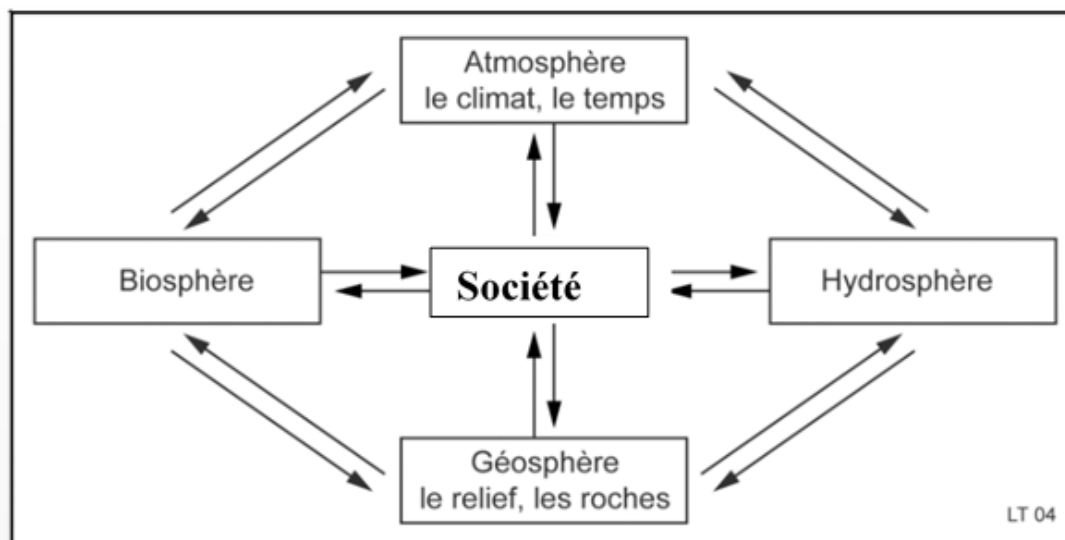 Atmosphère
le climat, le temps
Biosphère
Société
Hydrosphère
Géosphère
le relief, les roches
LT 04